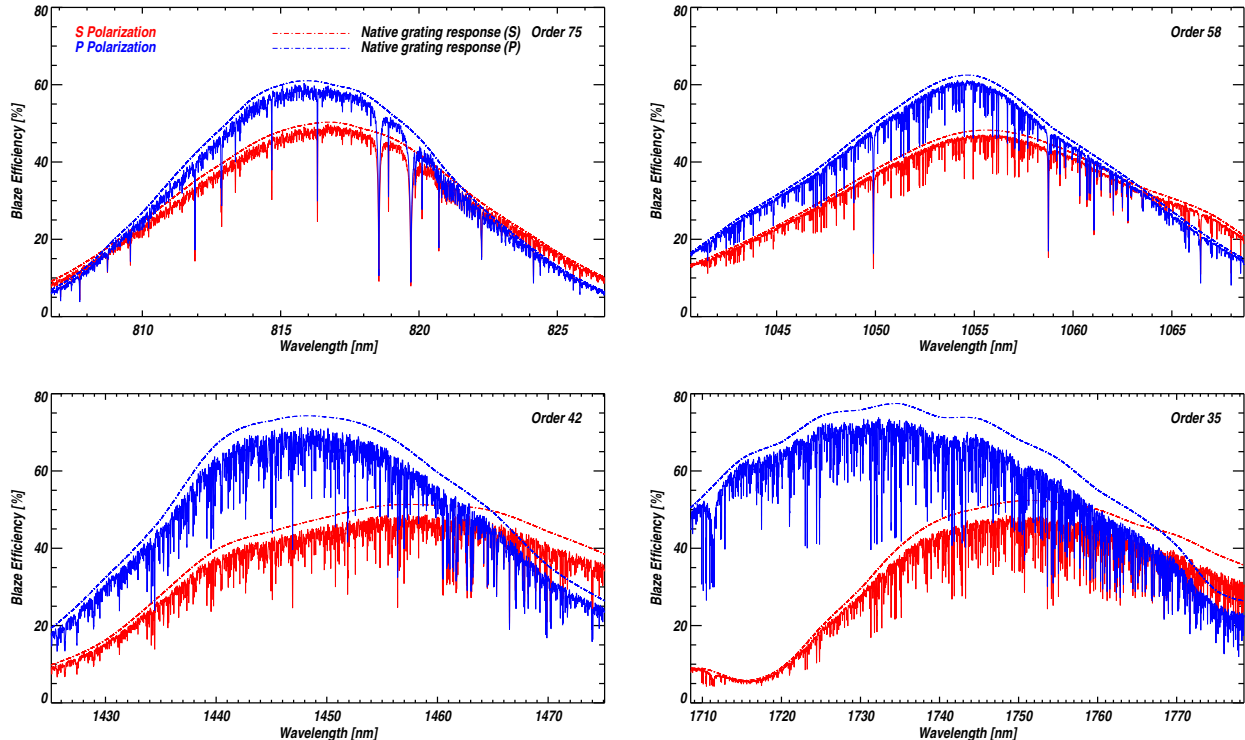 S Polarization
P Polarization
Native grating response (S)
Native grating response (P)
Order 75
Blaze Efficiency [%]
80
60
40
20
0
810 815 820 825
Wavelength [nm]
Order 58
Blaze Efficiency [%]
80
60
40
20
0
1045 1050 1055 1060 1065
Wavelength [nm]
Order 42
Blaze Efficiency [%]
80
60
40
20
0
1430 1440 1450 1460 1470
Wavelength [nm]
Order 35
Blaze Efficiency [%]
80
60
40
20
0
1710 1720 1730 1740 1750 1760 1770
Wavelength [nm]